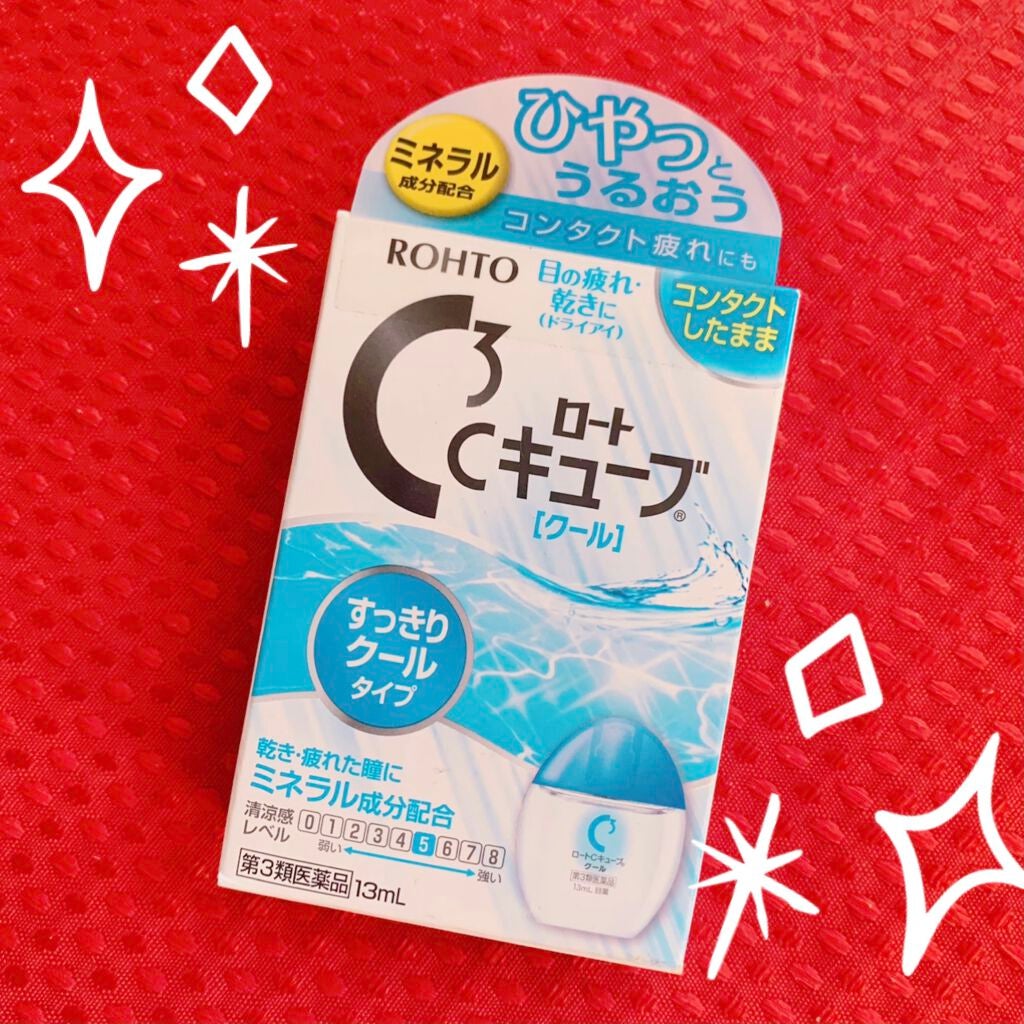 ひやっと
うるおう
ミネラル
成分配合
コンタクト疲れにも
ROHTO
目の疲れ・
乾きに
(ドライアイ)
コンタクト
したまま
C3
ロート
Cキューブ®
[クール]
すっきり
クール
タイプ
乾き・疲れた瞳に
ミネラル成分配合
清涼感
レベル
0 1 2 3 4 5 6 7 8
弱い 強い
第3類医薬品 13mL
C3
ロートCキューブ®
クール
第3類医薬品
13mL 目薬